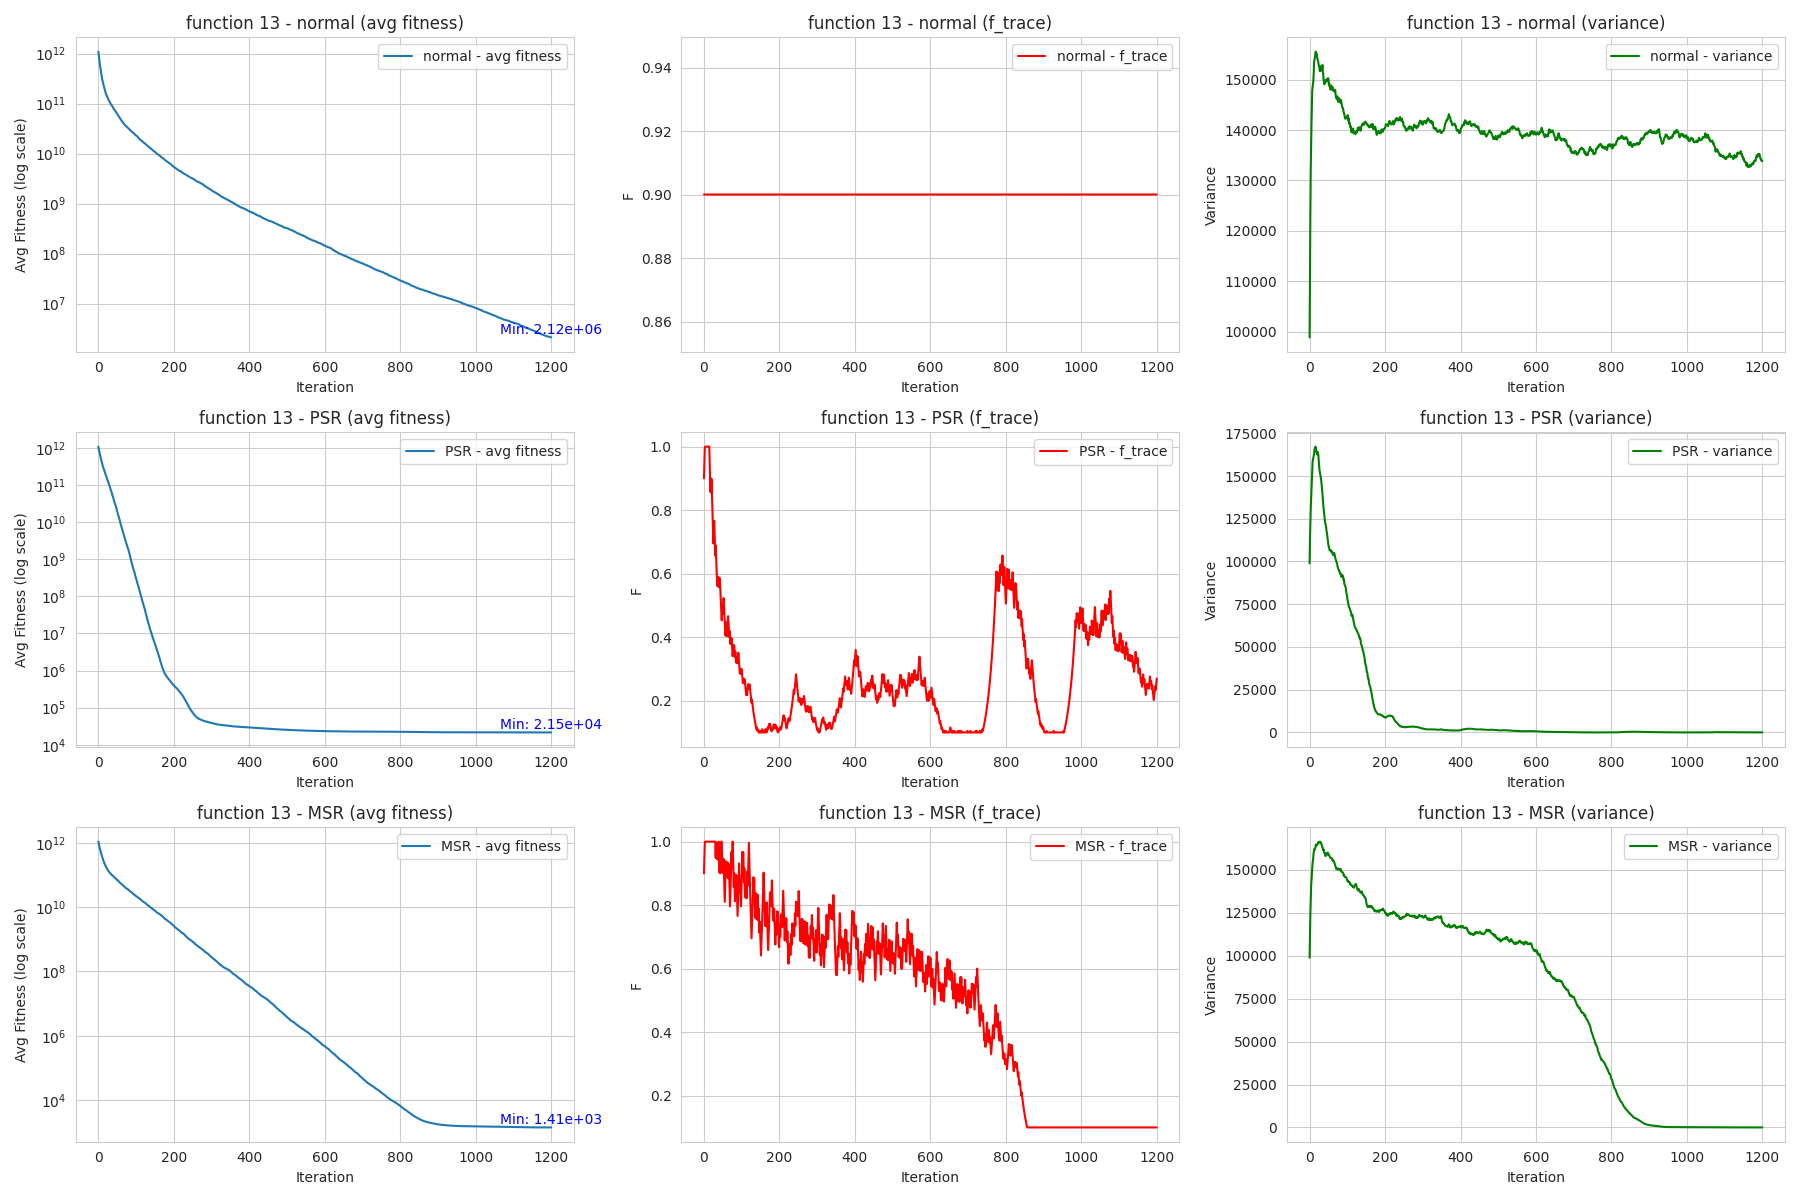 function 13 - normal (avg fitness)
normal - avg fitness
10^12
10^11
10^10
10^9
10^8
10^7
Avg Fitness (log scale)
Min: 2.12e+06
0 200 400 600 800 1000 1200
Iteration
function 13 - normal (f_trace)
normal - f_trace
0.94
0.92
0.90
0.88
0.86
F
0 200 400 600 800 1000 1200
Iteration
function 13 - normal (variance)
normal - variance
150000
140000
130000
120000
110000
100000
Variance
0 200 400 600 800 1000 1200
Iteration
function 13 - PSR (avg fitness)
PSR - avg fitness
10^12
10^11
10^10
10^9
10^8
10^7
10^6
10^5
10^4
Avg Fitness (log scale)
Min: 2.15e+04
0 200 400 600 800 1000 1200
Iteration
function 13 - PSR (f_trace)
PSR - f_trace
1.0
0.8
0.6
0.4
0.2
F
0 200 400 600 800 1000 1200
Iteration
function 13 - PSR (variance)
PSR - variance
175000
150000
125000
100000
75000
50000
25000
0
Variance
0 200 400 600 800 1000 1200
Iteration
function 13 - MSR (avg fitness)
MSR - avg fitness
10^12
10^10
10^8
10^6
10^4
Avg Fitness (log scale)
Min: 1.41e+03
0 200 400 600 800 1000 1200
Iteration
function 13 - MSR (f_trace)
MSR - f_trace
1.0
0.8
0.6
0.4
0.2
F
0 200 400 600 800 1000 1200
Iteration
function 13 - MSR (variance)
MSR - variance
150000
125000
100000
75000
50000
25000
0
Variance
0 200 400 600 800 1000 1200
Iteration